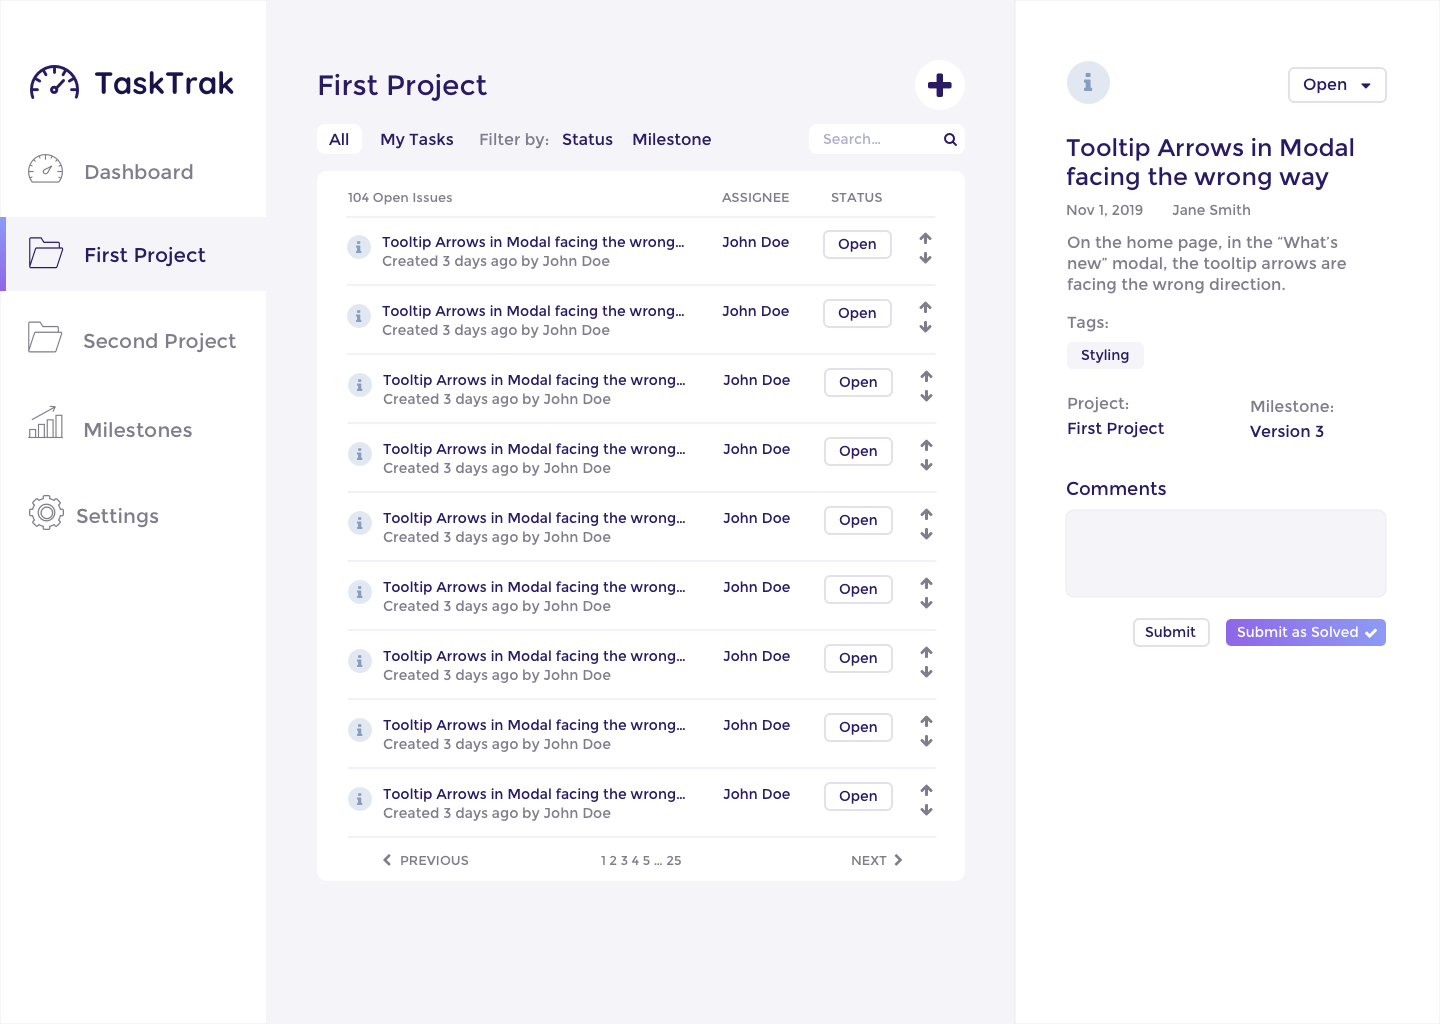 TaskTrak
Dashboard
First Project
Second Project
Milestones
Settings
First Project
All My Tasks Filter by: Status Milestone Search...
104 Open Issues ASSIGNEE STATUS
Tooltip Arrows in Modal facing the wrong... John Doe Open
Created 3 days ago by John Doe
Tooltip Arrows in Modal facing the wrong... John Doe Open
Created 3 days ago by John Doe
Tooltip Arrows in Modal facing the wrong... John Doe Open
Created 3 days ago by John Doe
Tooltip Arrows in Modal facing the wrong... John Doe Open
Created 3 days ago by John Doe
Tooltip Arrows in Modal facing the wrong... John Doe Open
Created 3 days ago by John Doe
Tooltip Arrows in Modal facing the wrong... John Doe Open
Created 3 days ago by John Doe
Tooltip Arrows in Modal facing the wrong... John Doe Open
Created 3 days ago by John Doe
Tooltip Arrows in Modal facing the wrong... John Doe Open
Created 3 days ago by John Doe
Tooltip Arrows in Modal facing the wrong... John Doe Open
Created 3 days ago by John Doe
PREVIOUS 1 2 3 4 5 ... 25 NEXT
Open
Tooltip Arrows in Modal
facing the wrong way
Nov 1, 2019 Jane Smith
On the home page, in the “What’s
new” modal, the tooltip arrows are
facing the wrong direction.
Tags:
Styling
Project: Milestone:
First Project Version 3
Comments
Submit Submit as Solved